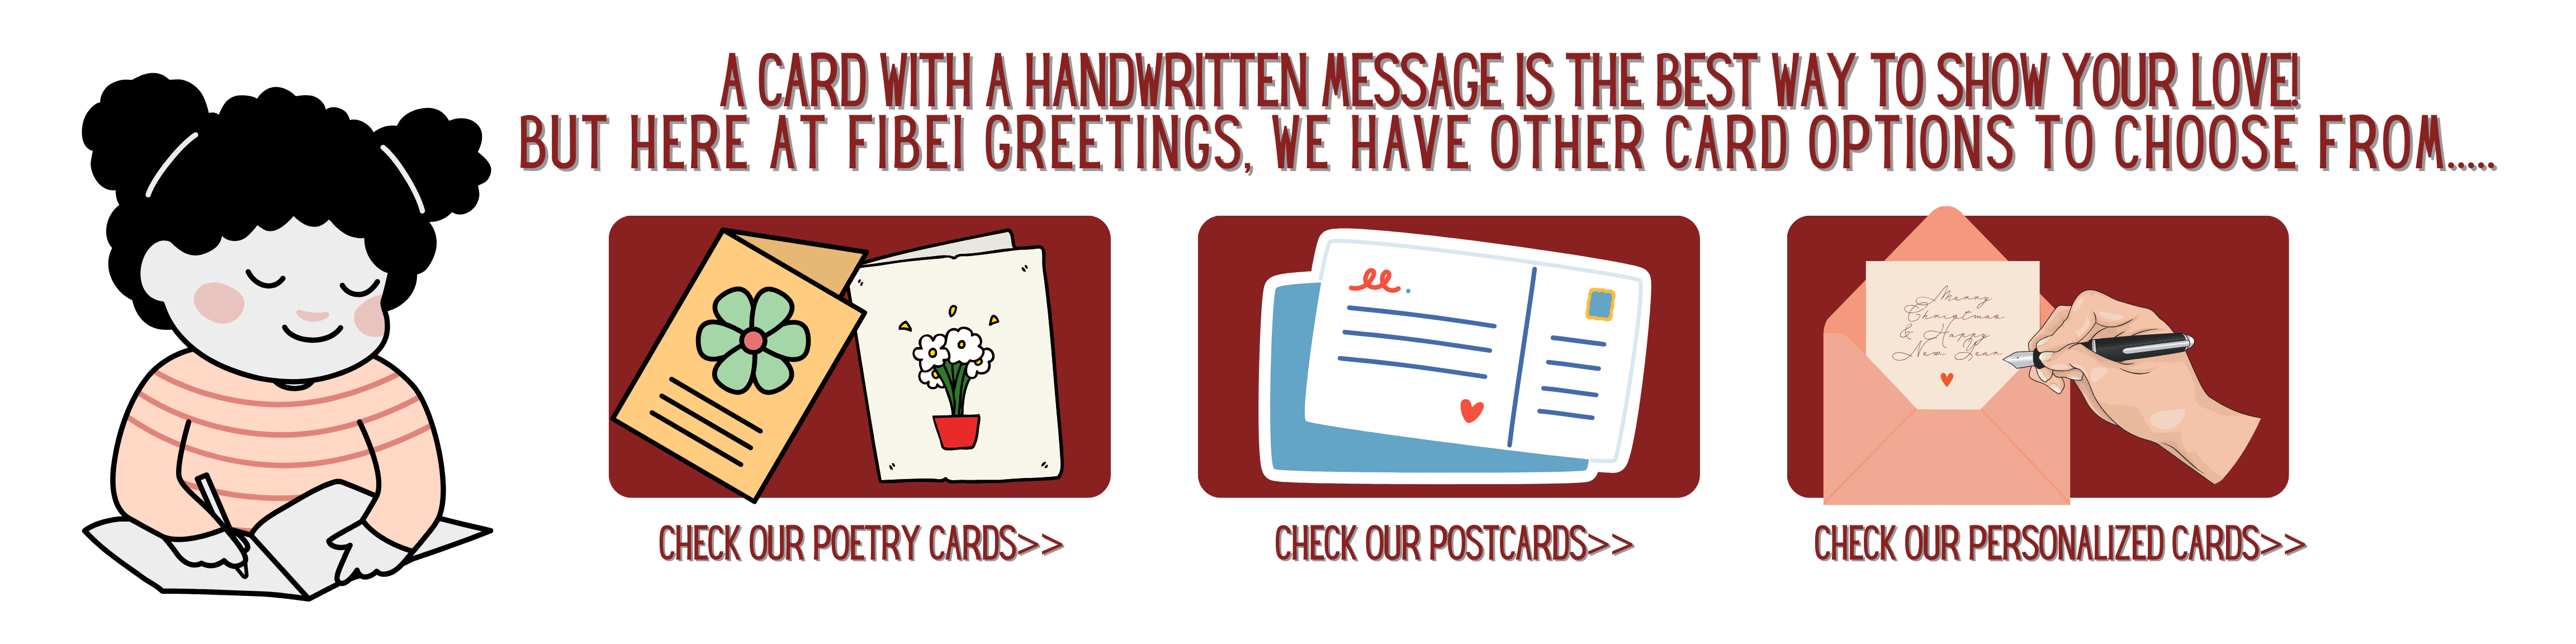 A CARD WITH A HANDWRITTEN MESSAGE IS THE BEST WAY TO SHOW YOUR LOVE!
BUT HERE AT FIBEI GREETINGS, WE HAVE OTHER CARD OPTIONS TO CHOOSE FROM.....
Merry
Christmas
& Happy
New Year
CHECK OUR POETRY CARDS>>
CHECK OUR POSTCARDS>>
CHECK OUR PERSONALIZED CARDS>>